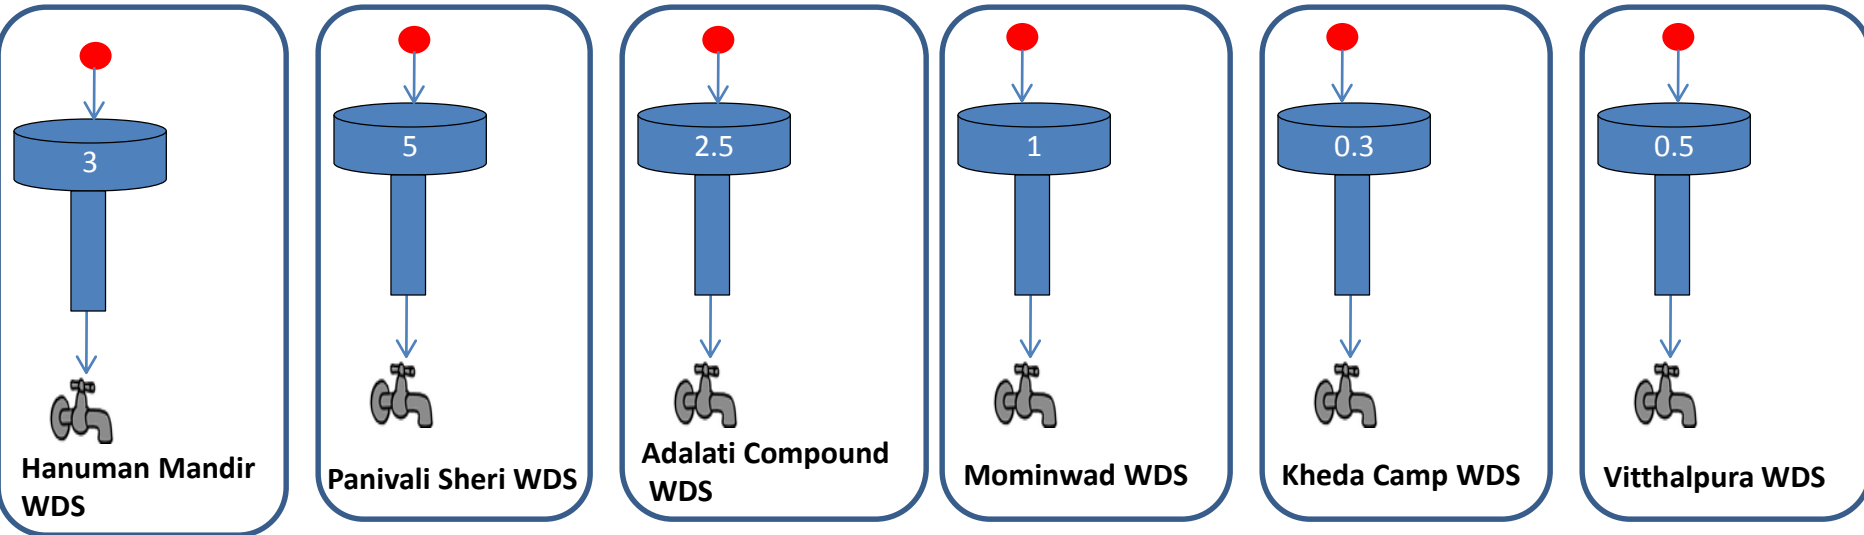 3
5
2.5
1
0.3
0.5
Hanuman Mandir
WDS
Panivali Sheri WDS
Adalati Compound
WDS
Mominwad WDS
Kheda Camp WDS
Vitthalpura WDS